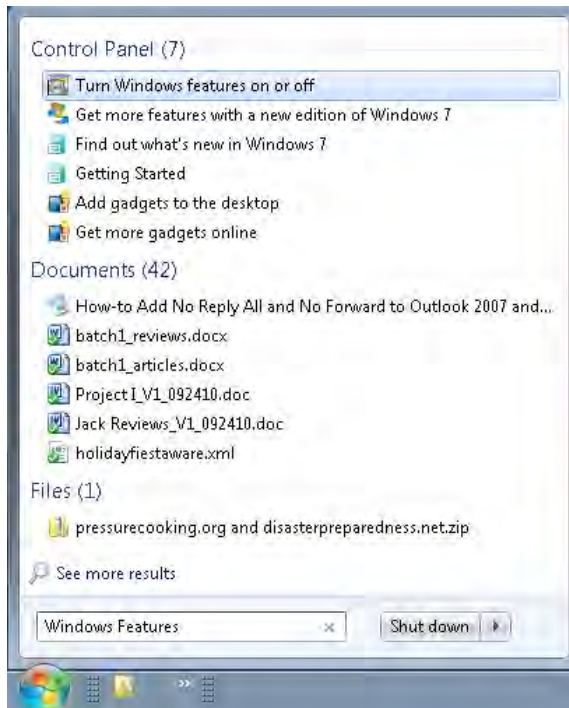 Control Panel (7)
Turn Windows features on or off
Get more features with a new edition of Windows 7
Find out what's new in Windows 7
Getting Started
Add gadgets to the desktop
Get more gadgets online
Documents (42)
How-to Add No Reply All and No Forward to Outlook 2007 and...
batch1_reviews.docx
batch1_articles.docx
Project I_V1_092410.doc
Jack Reviews_V1_092410.doc
holidayfiestaware.xml
Files (1)
pressurecooking.org and disasterpreparedness.net.zip
See more results
Windows Features
Shut down